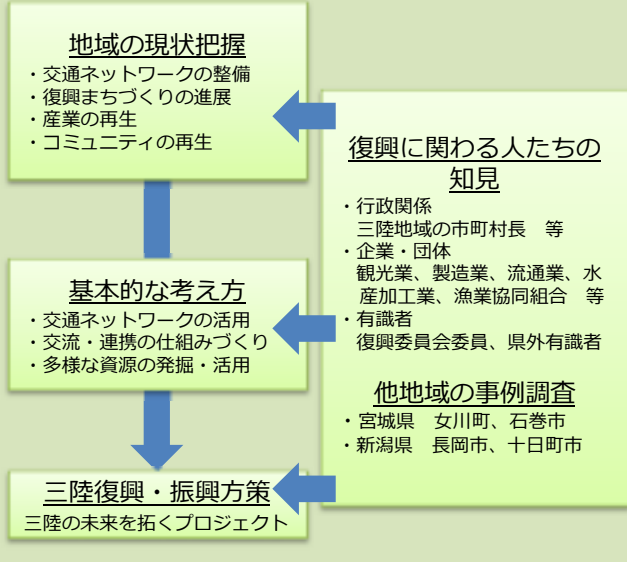 地域の現状把握
・交通ネットワークの整備
・復興まちづくりの進展
・産業の再生
・コミュニティの再生
基本的な考え方
・交通ネットワークの活用
・交流・連携の仕組みづくり
・多様な資源の発掘・活用
三陸復興・振興方策
三陸の未来を拓くプロジェクト
復興に関わる人たちの
知見
・行政関係
三陸地域の市町村長　等
・企業・団体
観光業、製造業、流通業、水
産加工業、漁業協同組合　等
・有識者
復興委員会委員、県外有識者
他地域の事例調査
・宮城県　女川町、石巻市
・新潟県　長岡市、十日町市